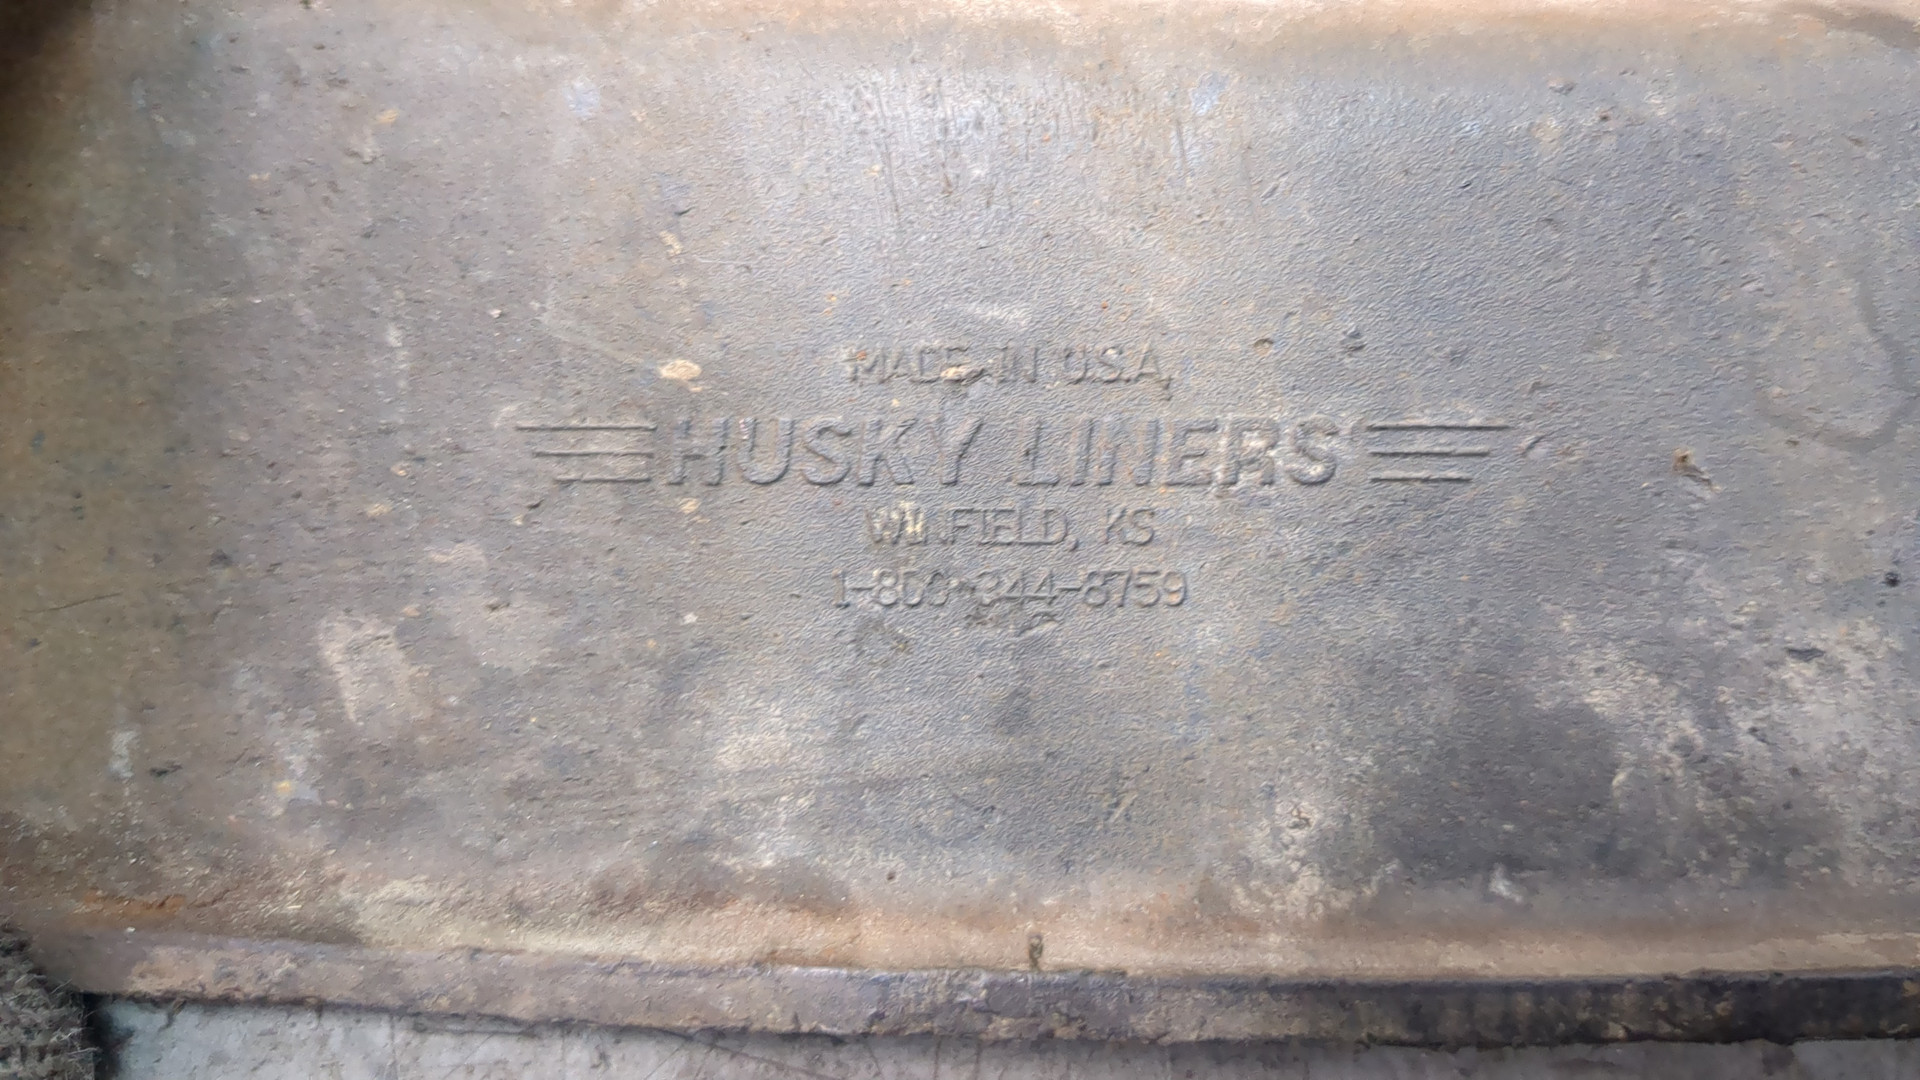 MADE IN U.S.A.
HUSKY LINERS
WINFIELD, KS
1-800-344-8759